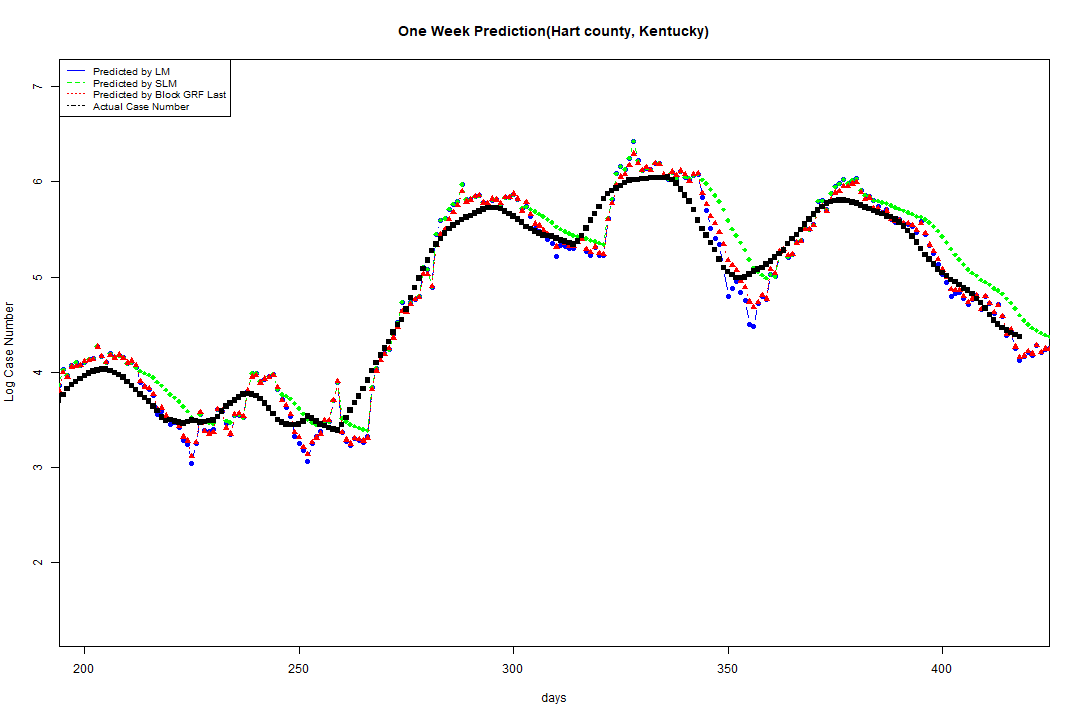 One Week Prediction(Hart county, Kentucky)
Predicted by LM
Predicted by SLM
Predicted by Block GRF Last
Actual Case Number
7
6
5
4
3
2
Log Case Number
200 250 300 350 400
days